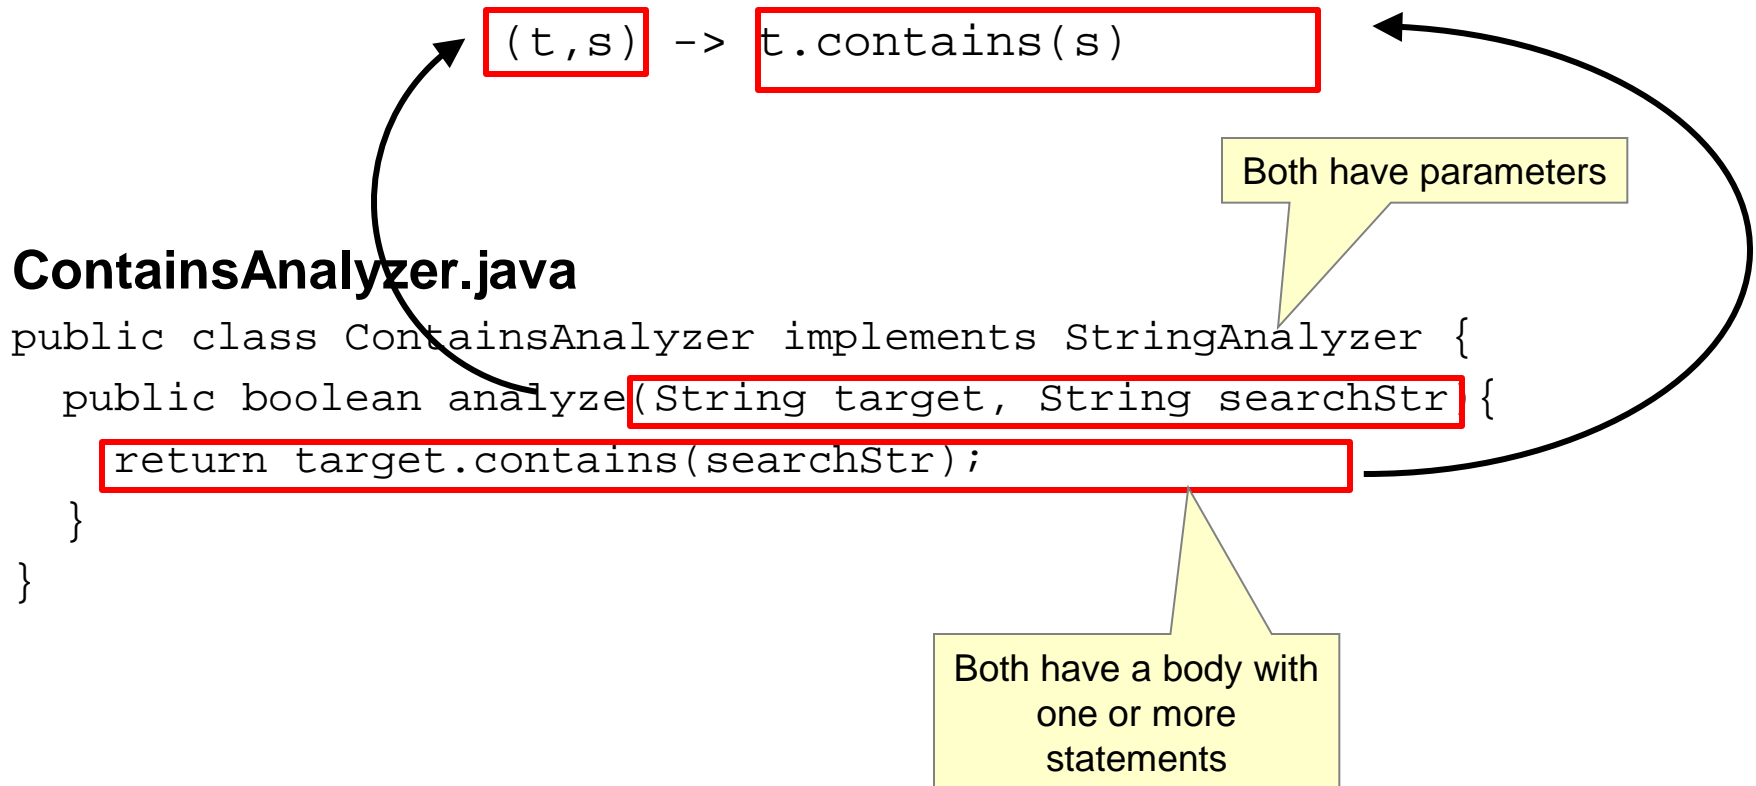 (t,s) -> t.contains(s)
Both have parameters
ContainsAnalyzer.java
public class ContainsAnalyzer implements StringAnalyzer {
public boolean analyze(String target, String searchStr){
return target.contains(searchStr);
}
}
Both have a body with
one or more
statements